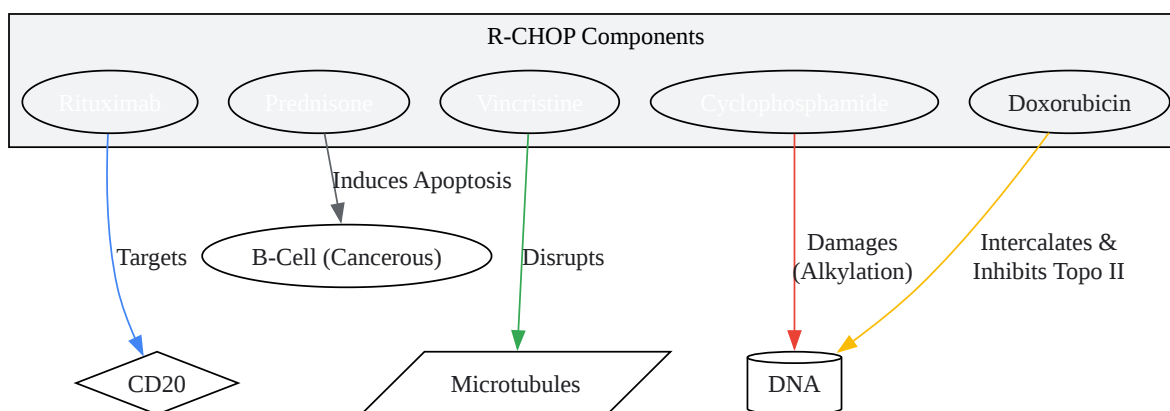 R-CHOP Components
Rituximab
Prednisone
Vincristine
Cyclophosphamide
Doxorubicin
Induces Apoptosis
Targets
B-Cell (Cancerous)
Disrupts
Damages
(Alkylation)
Intercalates &
Inhibits Topo II
CD20
Microtubules
DNA